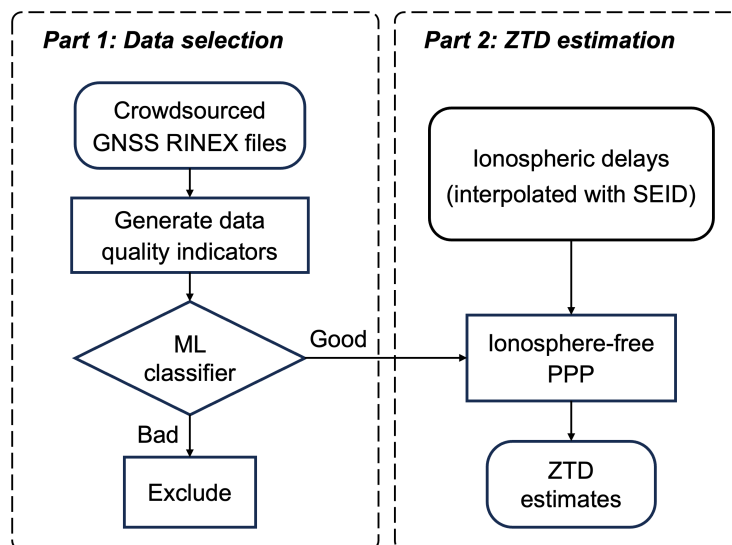 Part 1: Data selection
Crowdsourced
GNSS RINEX files
Generate data
quality indicators
ML
classifier
Good
Bad
Exclude
Part 2: ZTD estimation
Ionospheric delays
(interpolated with SEID)
Ionosphere-free
PPP
ZTD
estimates